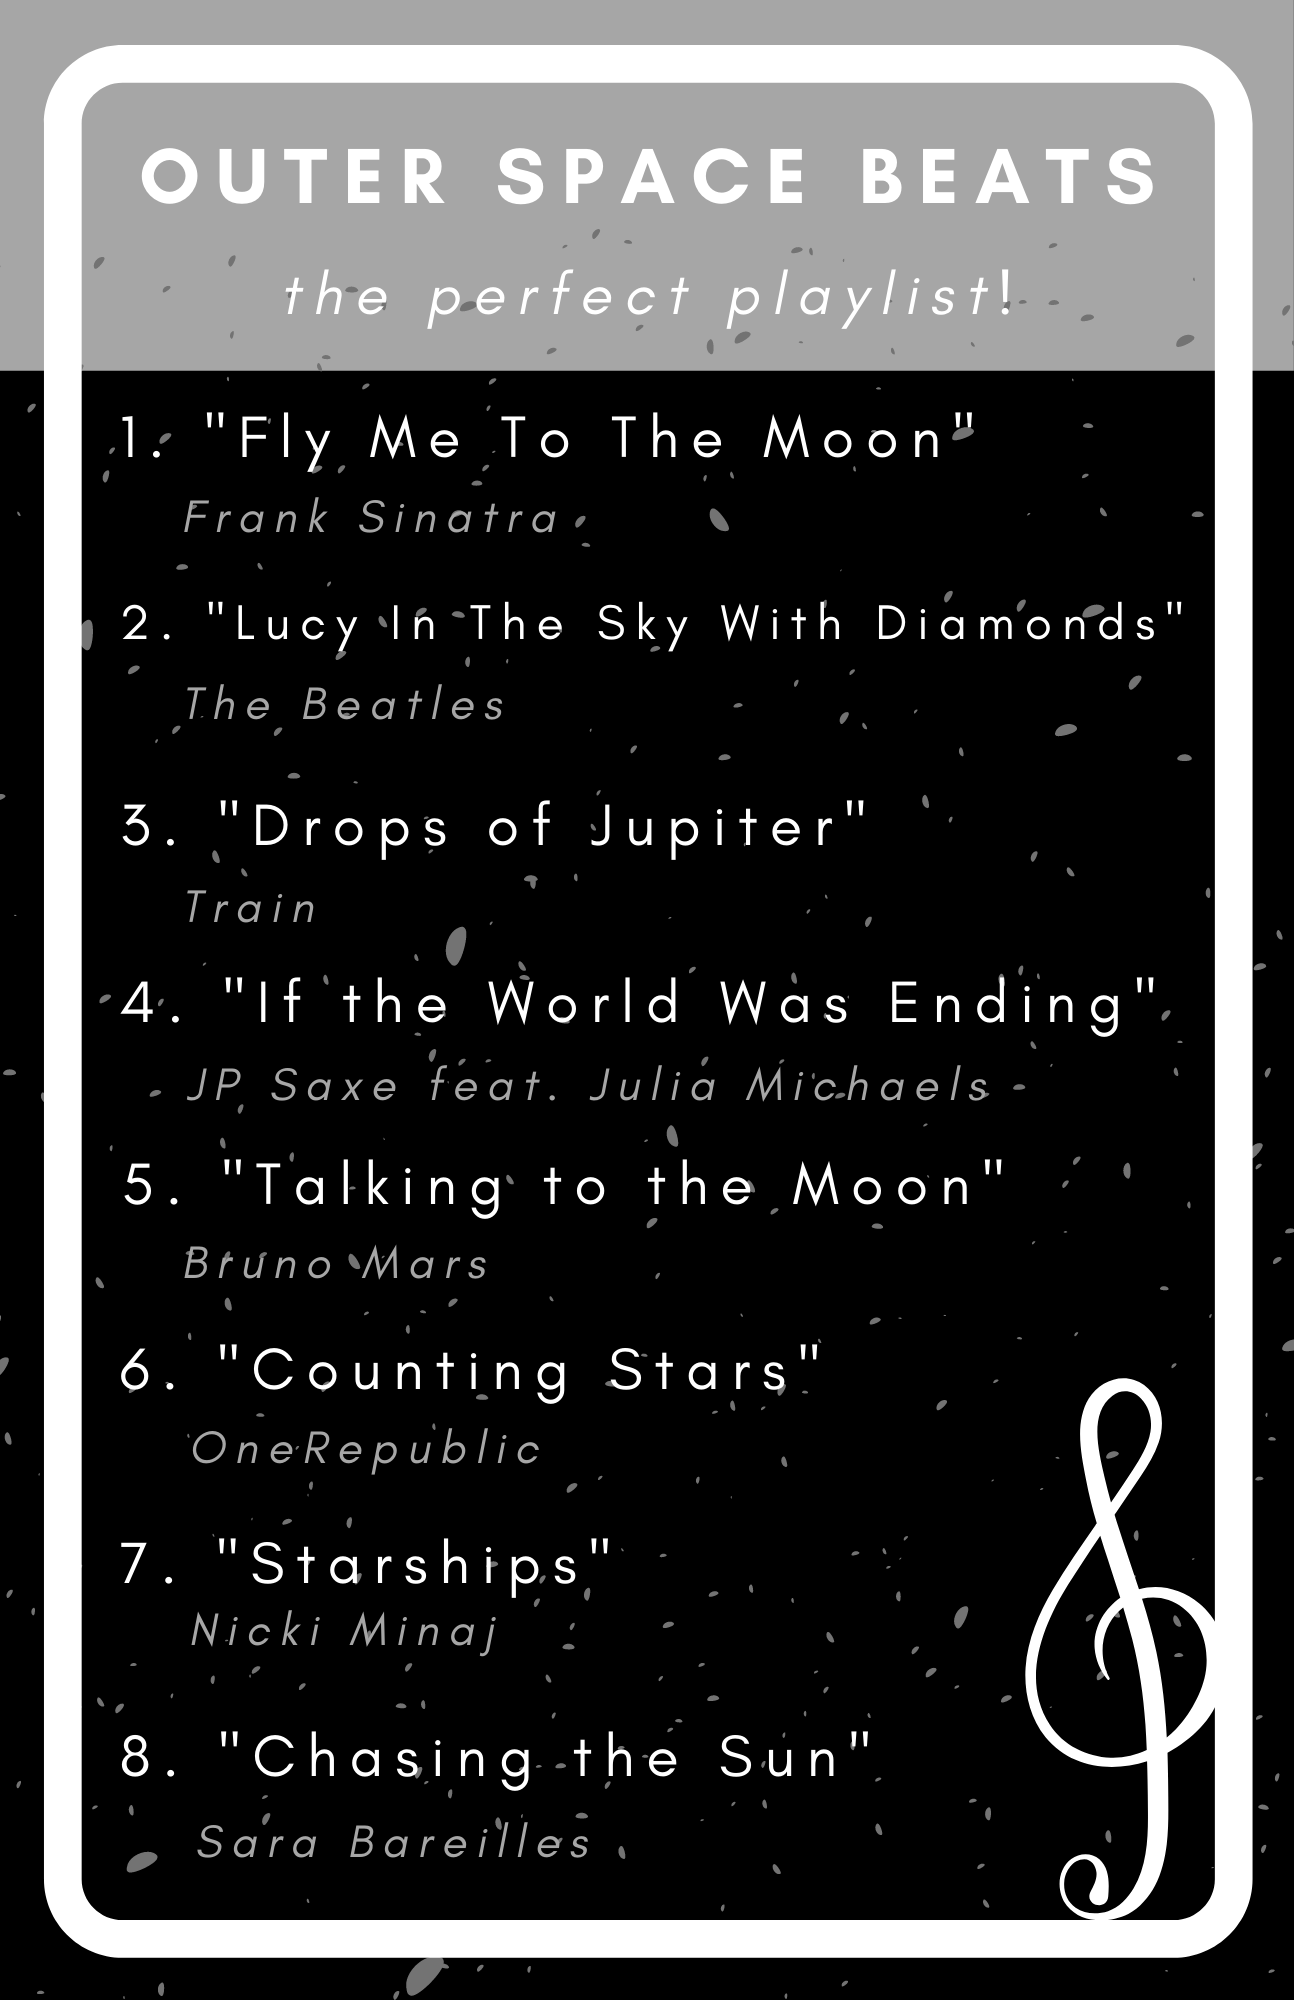 OUTER SPACE BEATS
the perfect playlist!
1. "Fly Me To The Moon"
Frank Sinatra
2. "Lucy In The Sky With Diamonds"
The Beatles
3. "Drops of Jupiter"
Train
4. "If the World Was Ending"
JP Saxe feat. Julia Michaels
5. "Talking to the Moon"
Bruno Mars
6. "Counting Stars"
OneRepublic
7. "Starships"
Nicki Minaj
8. "Chasing the Sun"
Sara Bareilles